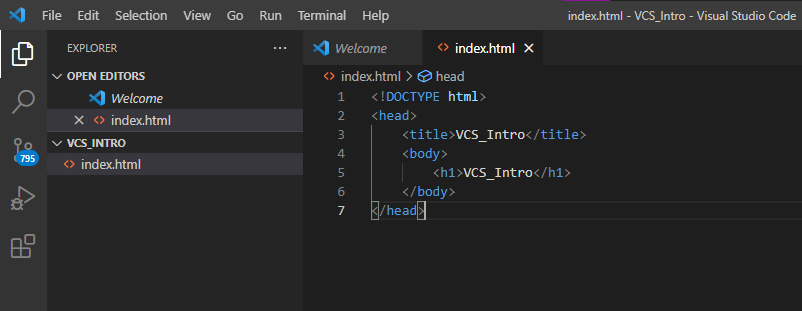 File Edit Selection View Go Run Terminal Help index.html - VCS_Intro - Visual Studio Code
EXPLORER ···
OPEN EDITORS
Welcome
index.html
VCS_INTRO
index.html
795
Welcome index.html
index.html > head
1 <!DOCTYPE html>
2 <head>
3 <title>VCS_Intro</title>
4 <body>
5 <h1>VCS_Intro</h1>
6 </body>
7 </head>